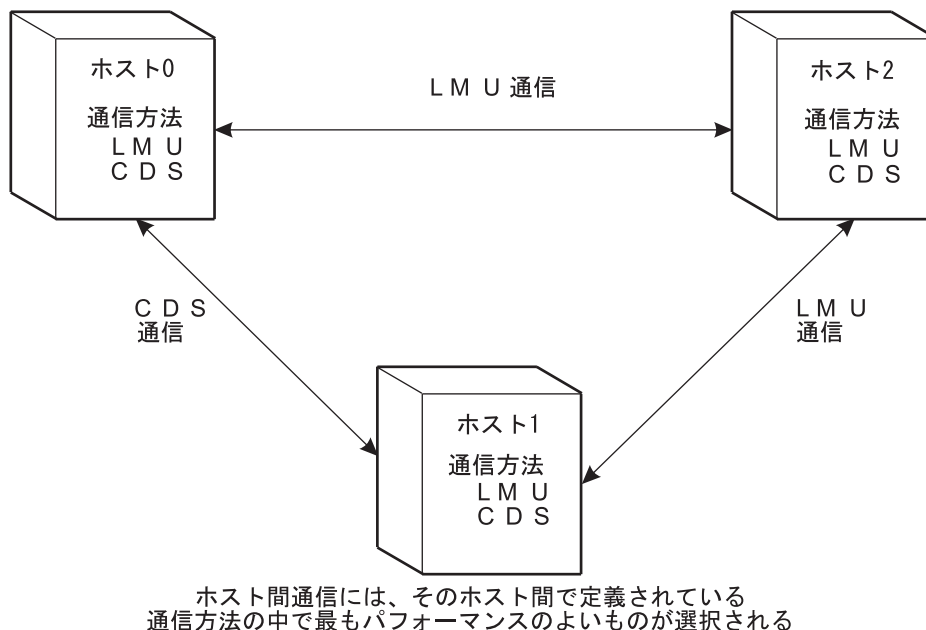 ホスト0
通信方法
ＬＭＵ
ＣＤＳ
ＬＭＵ通信
ホスト2
通信方法
ＬＭＵ
ＣＤＳ
ＣＤＳ
通信
ＬＭＵ
通信
ホスト1
通信方法
ＬＭＵ
ＣＤＳ
ホスト間通信には、そのホスト間で定義されている
通信方法の中で最もパフォーマンスのよいものが選択される